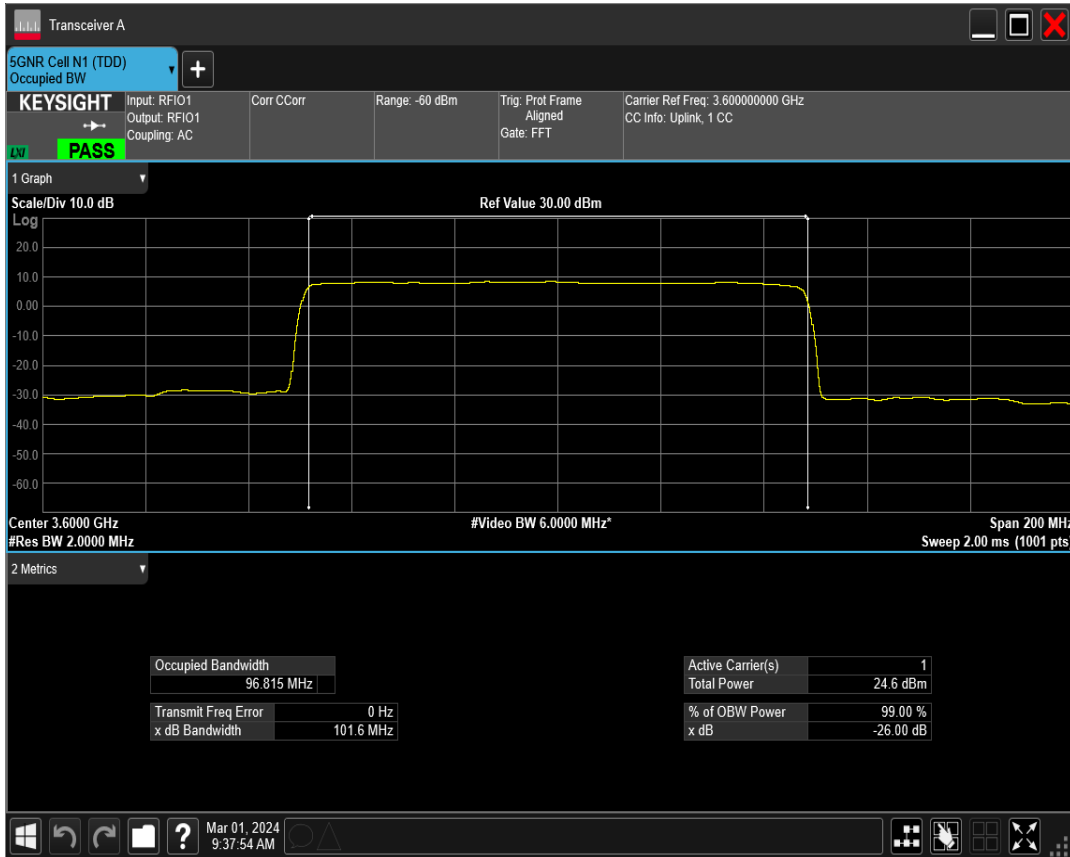 Transceiver A
5GNR Cell N1 (TDD)
Occupied BW
+
KEYSIGHT
LXI
PASS
Input: RFIO1
Output: RFIO1
Coupling: AC
Corr CCorr
Range: -60 dBm
Trig: Prot Frame
Aligned
Gate: FFT
Carrier Ref Freq: 3.600000000 GHz
CC Info: Uplink, 1 CC
1 Graph
Scale/Div 10.0 dB
Ref Value 30.00 dBm
Log
20.0
10.0
0.00
-10.0
-20.0
-30.0
-40.0
-50.0
-60.0
Center 3.6000 GHz
#Video BW 6.0000 MHz*
Span 200 MHz
#Res BW 2.0000 MHz
Sweep 2.00 ms (1001 pts
2 Metrics
Occupied Bandwidth
96.815 MHz
Transmit Freq Error 0 Hz
x dB Bandwidth 101.6 MHz
Active Carrier(s) 1
Total Power 24.6 dBm
% of OBW Power 99.00 %
x dB -26.00 dB
?
Mar 01, 2024
9:37:54 AM